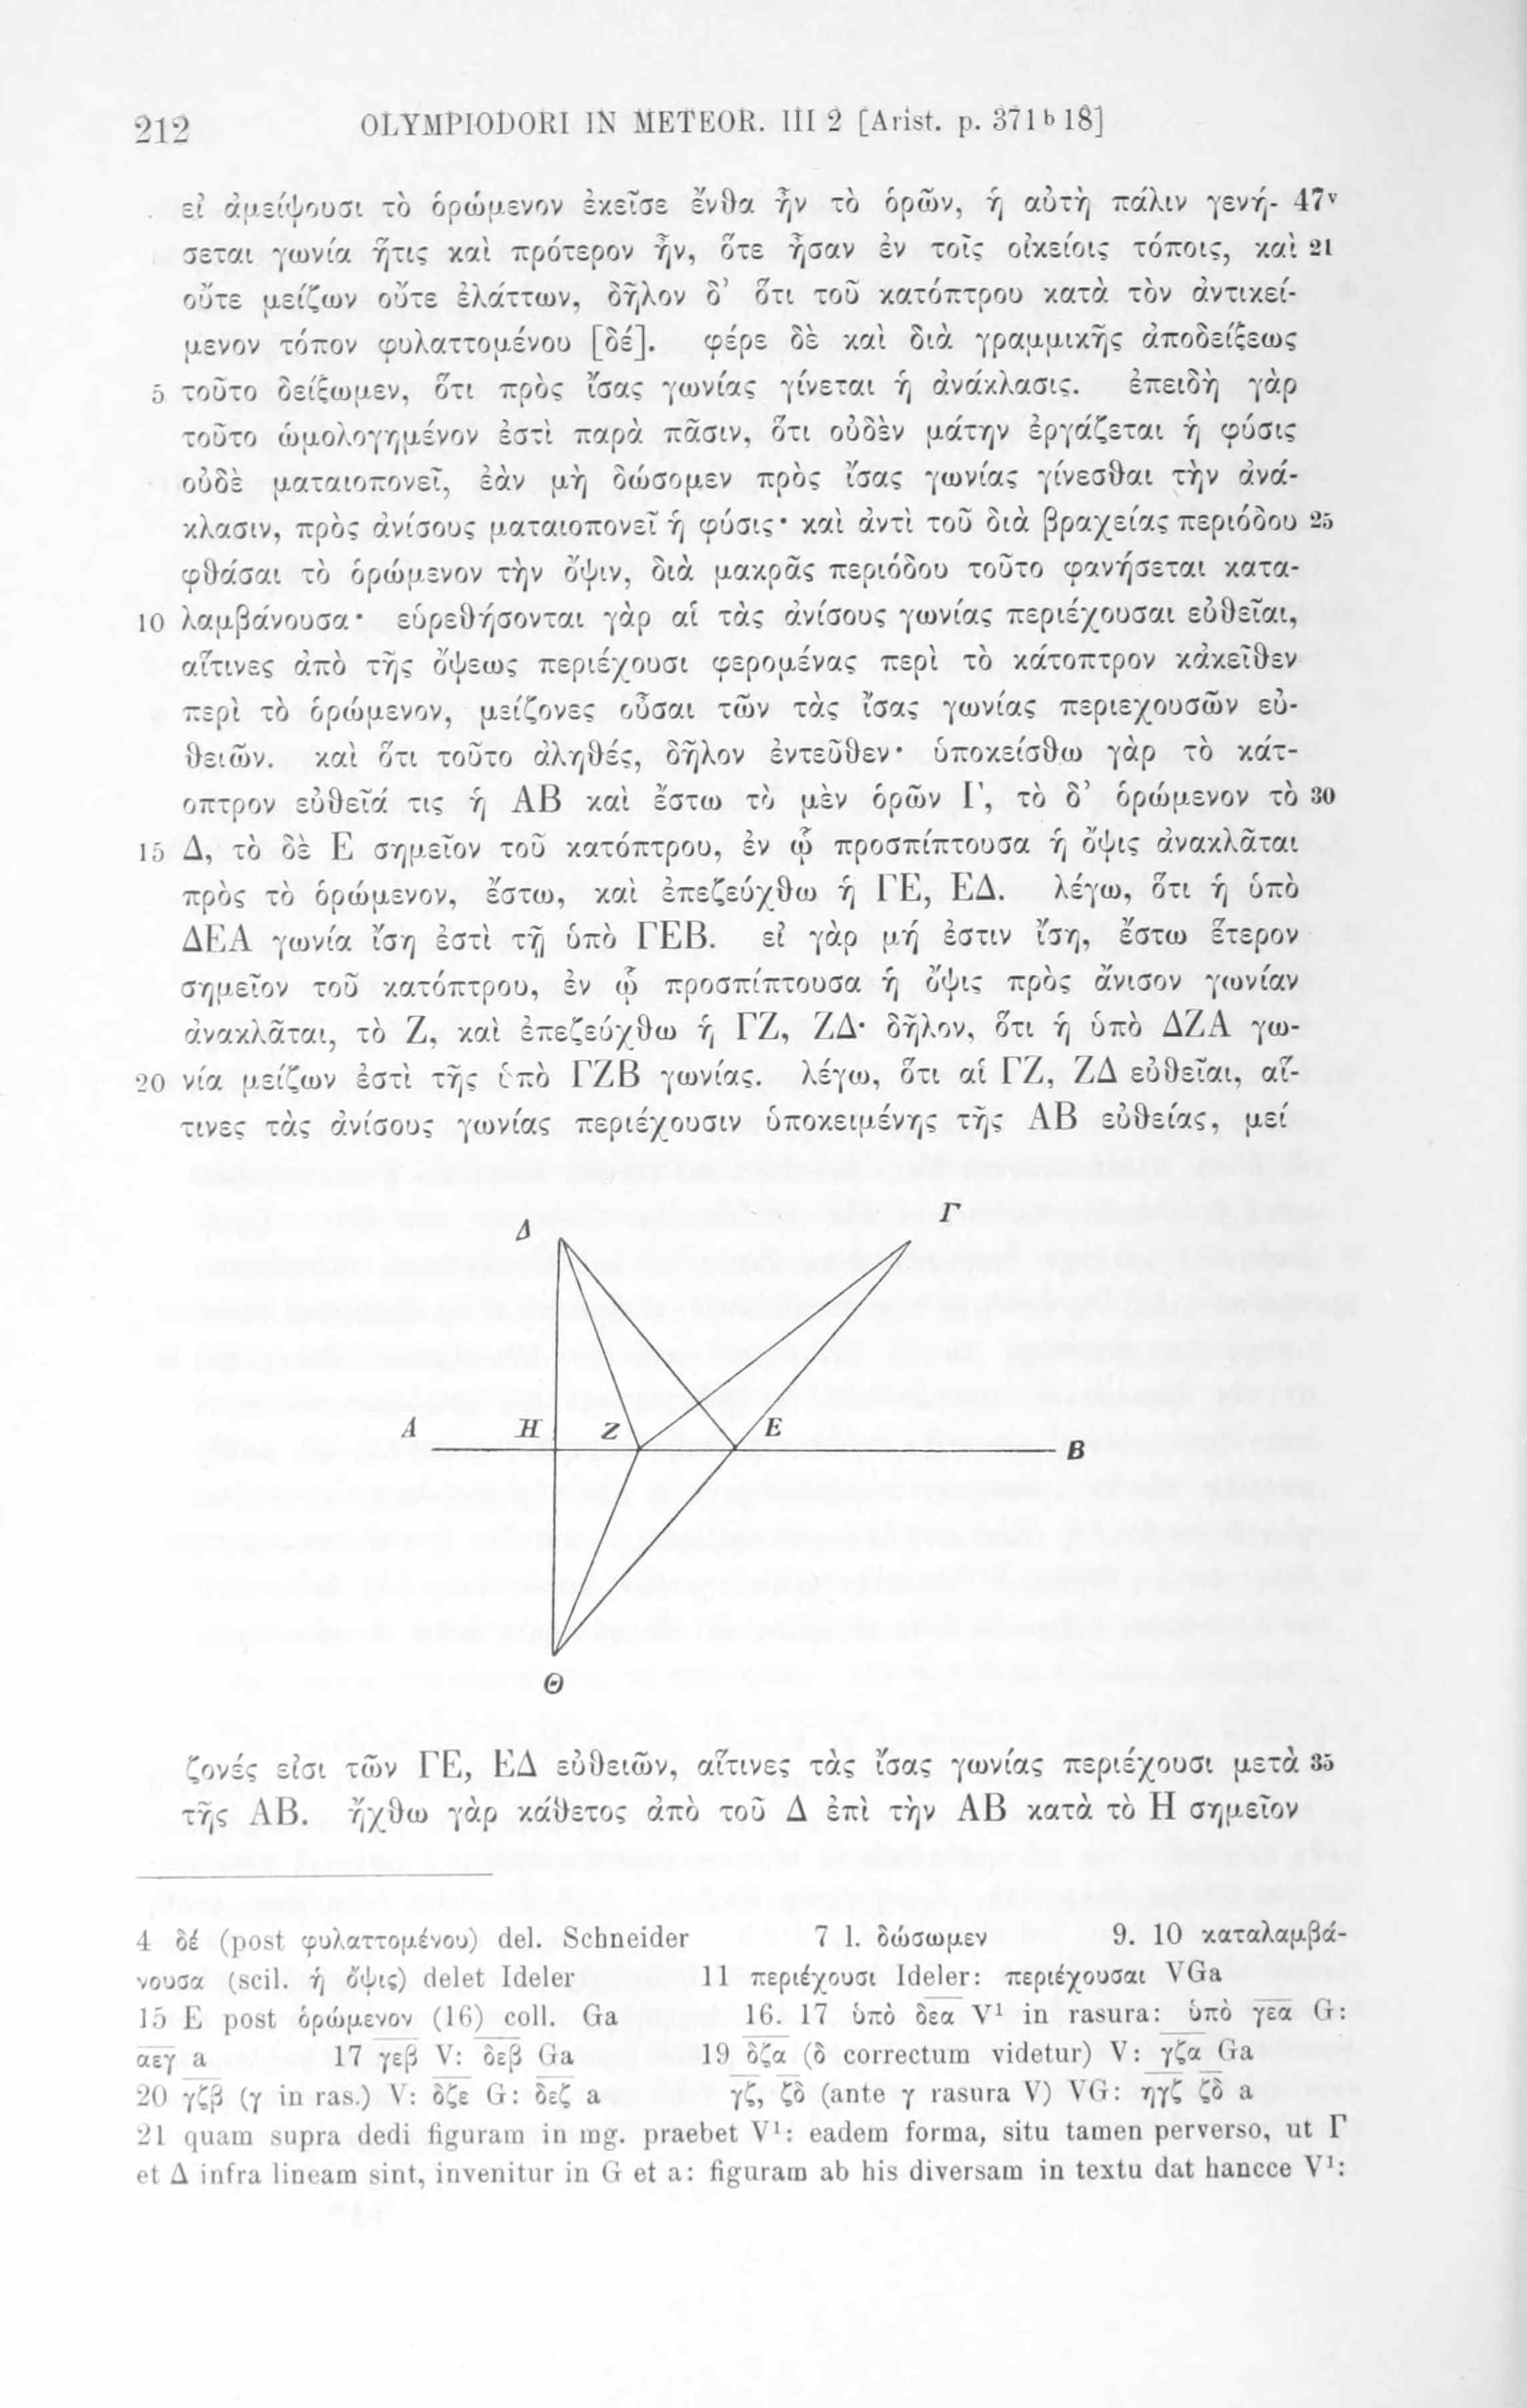 212 OLYMPIODORI IN METEOR. III 2 [Arist. p. 371ᵇ 18]
εἰ ἀμείψουσι τὸ ὁρώμενον ἐκεῖσε ἔνθα ἦν τὸ ὁρῶν, ἡ αὐτὴ πάλιν γενή- 47ᵛ
σεται γωνία ἥτις καὶ πρότερον ἦν, ὅτε ἦσαν ἐν τοῖς οἰκείοις τόποις, καὶ 21
οὔτε μείζων οὔτε ἐλάττων, δῆλον δ’ ὅτι τοῦ κατόπτρου κατὰ τὸν ἀντικεί-
μενον τόπον φυλαττομένου [δέ]. φέρε δὲ καὶ διὰ γραμμικῆς ἀποδείξεως
5 τοῦτο δείξωμεν, ὅτι πρὸς ἴσας γωνίας γίνεται ἡ ἀνάκλασις. ἐπειδὴ γὰρ
τοῦτο ὡμολογημένον ἐστὶ παρὰ πᾶσιν, ὅτι οὐδὲν μάτην ἐργάζεται ἡ φύσις
οὐδὲ ματαιοπονεῖ, ἐὰν μὴ δώσομεν πρὸς ἴσας γωνίας γίνεσθαι τὴν ἀνά-
κλασιν, πρὸς ἀνίσους ματαιοπονεῖ ἡ φύσις· καὶ ἀντὶ τοῦ διὰ βραχείας περιόδου 25
φθάσαι τὸ ὁρώμενον τὴν ὄψιν, διὰ μακρᾶς περιόδου τοῦτο φανήσεται κατα-
10 λαμβάνουσα· εὑρεθήσονται γὰρ αἱ τὰς ἀνίσους γωνίας περιέχουσαι εὐθεῖαι,
αἵτινες ἀπὸ τῆς ὄψεως περιέχουσι φερομένας περὶ τὸ κάτοπτρον κἀκεῖθεν
περὶ τὸ ὁρώμενον, μείζονες οὖσαι τῶν τὰς ἴσας γωνίας περιεχουσῶν εὐ-
θειῶν. καὶ ὅτι τοῦτο ἀληθές, δῆλον ἐντεῦθεν· ὑποκείσθω γὰρ τὸ κάτ-
οπτρον εὐθεῖά τις ἡ ΑΒ καὶ ἔστω τὸ μὲν ὁρῶν Γ, τὸ δ’ ὁρώμενον τὸ 30
15 Δ, τὸ δὲ Ε σημεῖον τοῦ κατόπτρου, ἐν ᾧ προσπίπτουσα ἡ ὄψις ἀνακλᾶται
πρὸς τὸ ὁρώμενον, ἔστω, καὶ ἐπεζεύχθω ἡ ΓΕ, ΕΔ. λέγω, ὅτι ἡ ὑπὸ
ΔΕΑ γωνία ἴση ἐστὶ τῇ ὑπὸ ΓΕΒ. εἰ γὰρ μή ἐστιν ἴση, ἔστω ἕτερον
σημεῖον τοῦ κατόπτρου, ἐν ᾧ προσπίπτουσα ἡ ὄψις πρὸς ἄνισον γωνίαν
ἀνακλᾶται, τὸ Ζ, καὶ ἐπεζεύχθω ἡ ΓΖ, ΖΔ· δῆλον, ὅτι ἡ ὑπὸ ΔΖΑ γω-
20 νία μείζων ἐστὶ τῆς ὑπὸ ΓΖΒ γωνίας. λέγω, ὅτι αἱ ΓΖ, ΖΔ εὐθεῖαι, αἵ-
τινες τὰς ἀνίσους γωνίας περιέχουσιν ὑποκειμένης τῆς ΑΒ εὐθείας, μεί
Δ Γ
Α Η Ζ Ε Β
Θ
ζονές εἰσι τῶν ΓΕ, ΕΔ εὐθειῶν, αἵτινες τὰς ἴσας γωνίας περιέχουσι μετὰ 35
τῆς ΑΒ. ἤχθω γὰρ κάθετος ἀπὸ τοῦ Δ ἐπὶ τὴν ΑΒ κατὰ τὸ Η σημεῖον
4 δέ (post φυλαττομένου) del. Schneider 7 l. δώσωμεν 9. 10 καταλαμβά-
νουσα (scil. ἡ ὄψις) delet Ideler 11 περιέχουσι Ideler: περιέχουσαι VGa
15 Ε post ὁρώμενον (16) coll. Ga 16. 17 ὑπὸ δεα V¹ in rasura: ὑπὸ γεα G:
αεγ a 17 γεβ V: δεβ Ga 19 δζα (δ correctum videtur) V: γζα Ga
20 γζβ (γ in ras.) V: δζε G: δεζ a γζ, ζδ (ante γ rasura V) VG: ηγζ ζδ a
21 quam supra dedi figuram in mg. praebet V¹: eadem forma, situ tamen perverso, ut Γ
et Δ infra lineam sint, invenitur in G et a: figuram ab his diversam in textu dat hancce V¹: